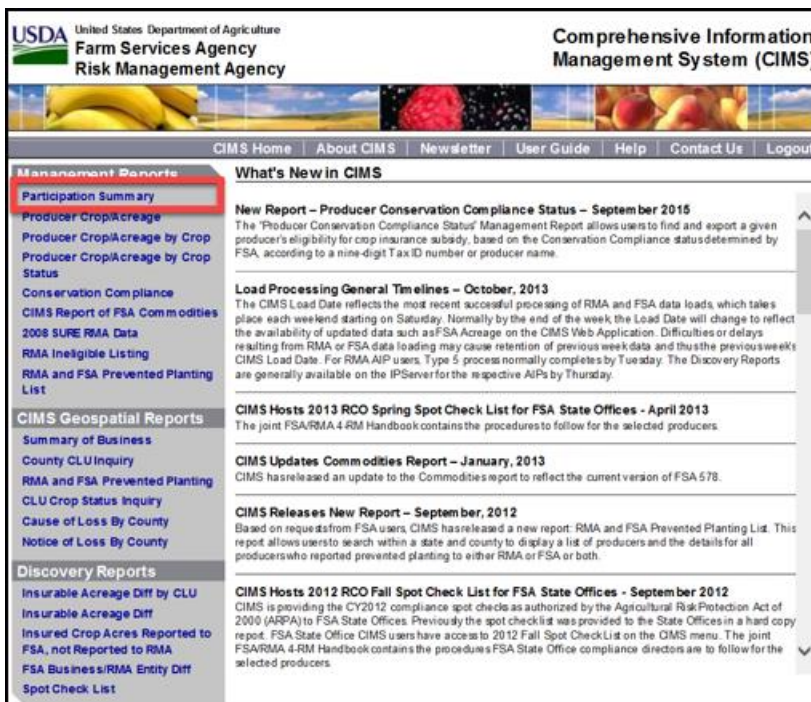 USDA
United States Department of Agriculture
Farm Services Agency
Risk Management Agency
Comprehensive Information
Management System (CIMS)
CIMS Home | About CIMS | Newsletter | User Guide | Help | Contact Us | Logout
Management Reports
Participation Summary
Producer Crop/Acreage
Producer Crop/Acreage by Crop
Producer Crop/Acreage by Crop
Status
Conservation Compliance
CIMS Report of FSA Commodities
2008 SURE RMA Data
RMA Ineligible Listing
RMA and FSA Prevented Planting
List
CIMS Geospatial Reports
Summary of Business
County CLU Inquiry
RMA and FSA Prevented Planting
CLU Crop Status Inquiry
Cause of Loss By County
Notice of Loss By County
Discovery Reports
Insurable Acreage Diff by CLU
Insurable Acreage Diff
Insured Crop Acres Reported to
FSA, not Reported to RMA
FSA Business/RMA Entity Diff
Spot Check List
What's New in CIMS
New Report – Producer Conservation Compliance Status – September 2015
The "Producer Conservation Compliance Status" Management Report allows users to find and export a given
producer's eligibility for crop insurance subsidy, based on the Conservation Compliance status determined by
FSA, according to a nine-digit Tax ID number or producer name.
Load Processing General Timelines – October, 2013
The CIMS Load Date reflects the most recent successful processing of RMA and FSA data loads, which takes
place each weekend starting on Saturday. Normally by the end of the week, the Load Date will change to reflect
the availability of updated data such as FSA Acreage on the CIMS Web Application. Difficulties or delays
resulting from RMA or FSA data loading may cause retention of previous week data and thus the previous week's
CIMS Load Date. For RMA AIP users, Type 5 process normally completes by Tuesday. The Discovery Reports
are generally available on the IPServer for the respective AIPs by Thursday.
CIMS Hosts 2013 RCO Spring Spot Check List for FSA State Offices - April 2013
The joint FSA/RMA 4-RM Handbook contains the procedures to follow for the selected producers.
CIMS Updates Commodities Report – January, 2013
CIMS has released an update to the Commodities report to reflect the current version of FSA 578.
CIMS Releases New Report – September, 2012
Based on requests from FSA users, CIMS has released a new report: RMA and FSA Prevented Planting List. This
report allows users to search within a state and county to display a list of producers and the details for all
producers who reported prevented planting to either RMA or FSA or both.
CIMS Hosts 2012 RCO Fall Spot Check List for FSA State Offices - September 2012
CIMS is providing the CY2012 compliance spot checks as authorized by the Agricultural Risk Protection Act of
2000 (ARPA) to FSA State Offices. Previously the spot check list was provided to the State Offices in a hard copy
report. FSA State Office CIMS users have access to 2012 Fall Spot Check List on the CIMS menu. The joint
FSA/RMA 4-RM Handbook contains the procedures FSA State Office compliance directors are to follow for the
selected producers.